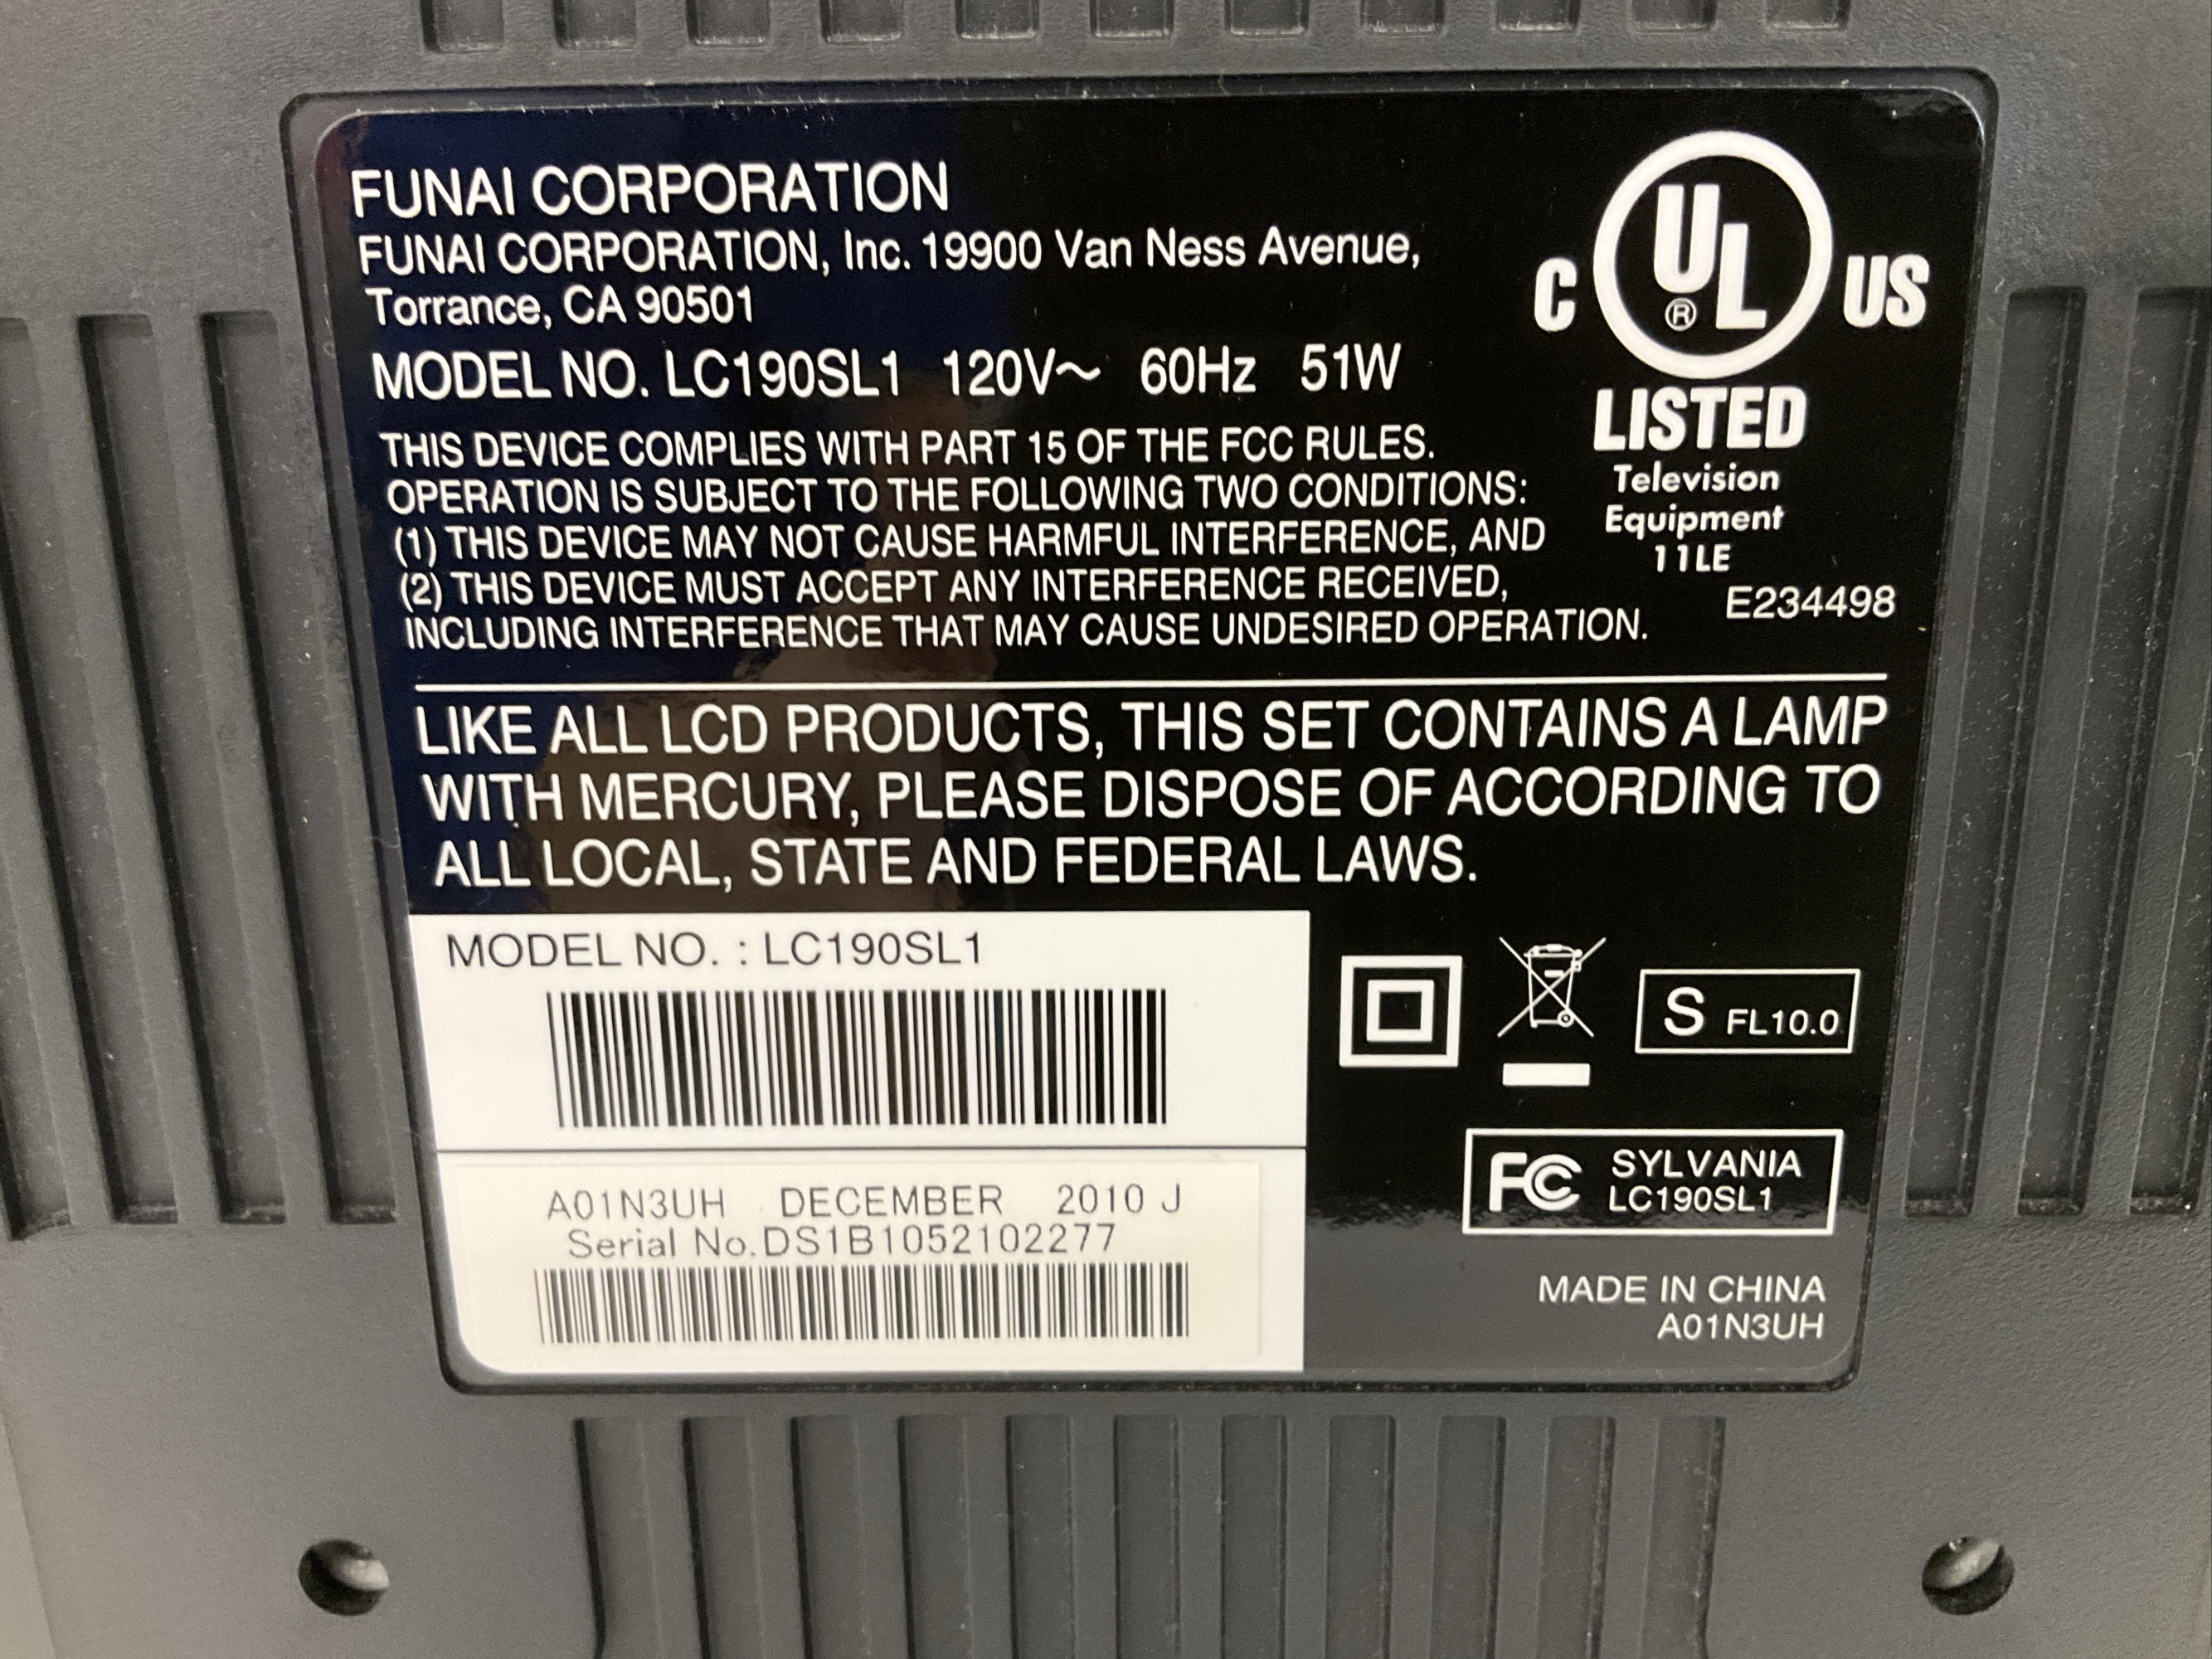 FUNAI CORPORATION
FUNAI CORPORATION, Inc. 19900 Van Ness Avenue,
Torrance, CA 90501
MODEL NO. LC190SL1 120V～ 60Hz 51W
THIS DEVICE COMPLIES WITH PART 15 OF THE FCC RULES.
OPERATION IS SUBJECT TO THE FOLLOWING TWO CONDITIONS:
(1) THIS DEVICE MAY NOT CAUSE HARMFUL INTERFERENCE, AND
(2) THIS DEVICE MUST ACCEPT ANY INTERFERENCE RECEIVED,
INCLUDING INTERFERENCE THAT MAY CAUSE UNDESIRED OPERATION.
C UL ® US
LISTED
Television
Equipment
11LE
E234498
LIKE ALL LCD PRODUCTS, THIS SET CONTAINS A LAMP
WITH MERCURY, PLEASE DISPOSE OF ACCORDING TO
ALL LOCAL, STATE AND FEDERAL LAWS.
MODEL NO. : LC190SL1
A01N3UH DECEMBER 2010 J
Serial No.DS1B1052102277
S FL10.0
FC SYLVANIA
LC190SL1
MADE IN CHINA
A01N3UH